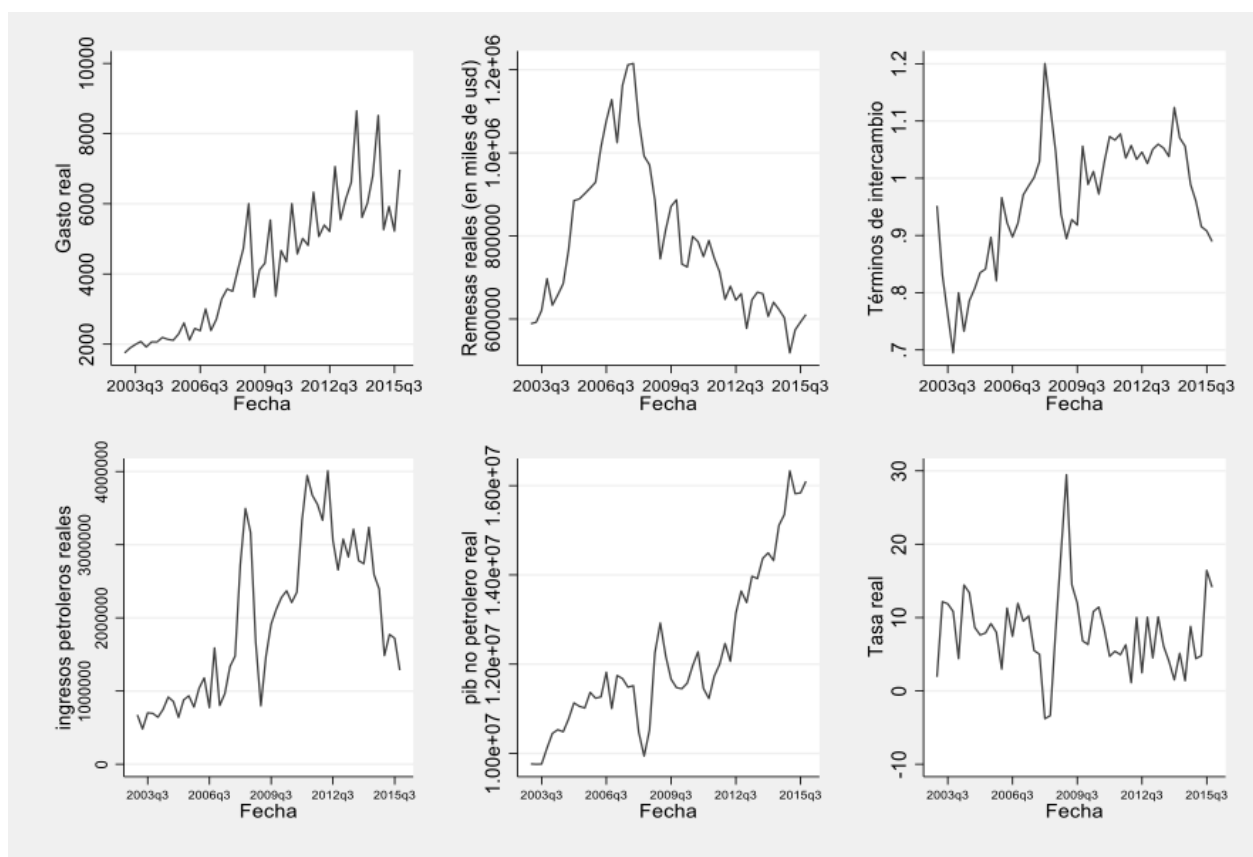 Gasto real
10000
8000
6000
4000
2000
2003q3 2006q3 2009q3 2012q3 2015q3
Fecha
Remesas reales (en miles de usd)
1.2e+06
1.0e+06
800000
600000
2003q3 2006q3 2009q3 2012q3 2015q3
Fecha
Términos de intercambio
1.2
1.1
1
.9
.8
.7
2003q3 2006q3 2009q3 2012q3 2015q3
Fecha
ingresos petroleros reales
4000000
3000000
2000000
1000000
0
2003q3 2006q3 2009q3 2012q3 2015q3
Fecha
pib no petrolero real
1.60e+07
1.40e+07
1.20e+07
1.00e+07
2003q3 2006q3 2009q3 2012q3 2015q3
Fecha
Tasa real
30
20
10
0
-10
2003q3 2006q3 2009q3 2012q3 2015q3
Fecha